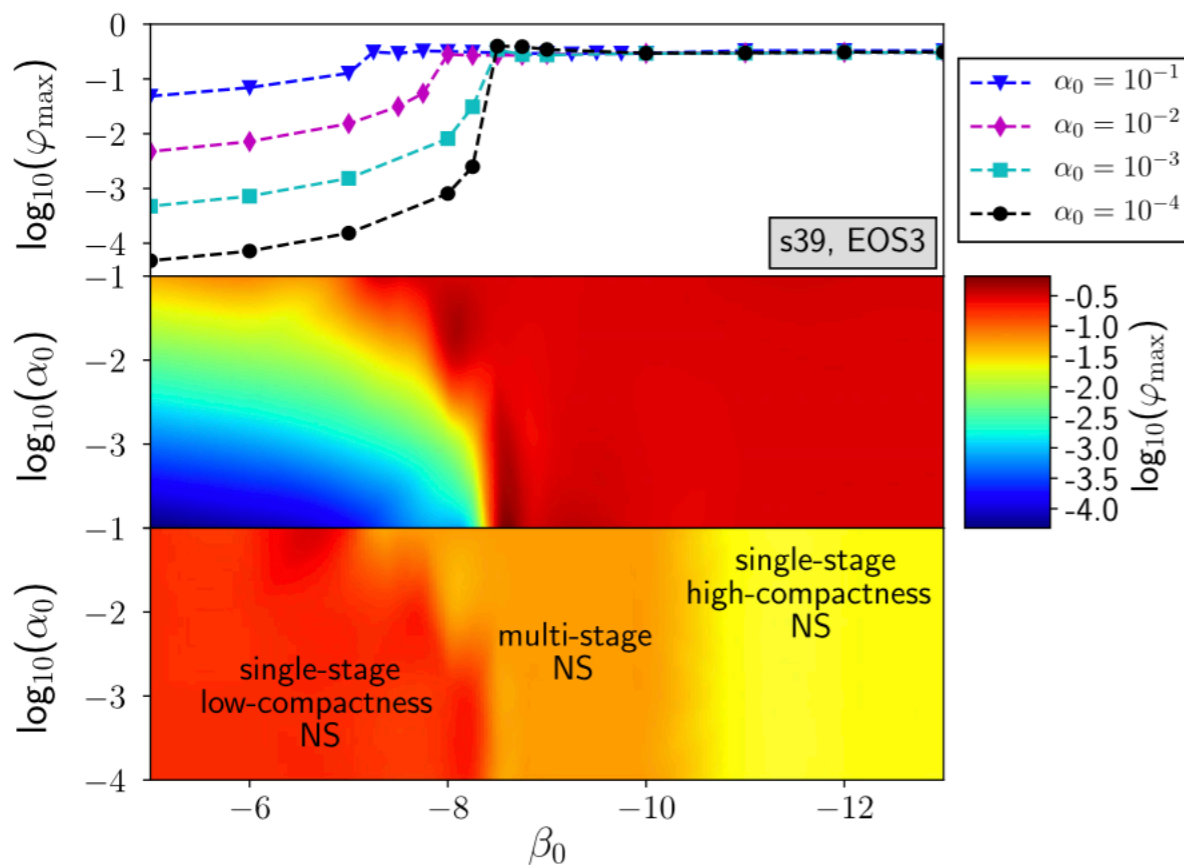 0
−1
−2
−3
−4
log₁₀(φmax)
s39, EOS3
α₀ = 10⁻¹
α₀ = 10⁻²
α₀ = 10⁻³
α₀ = 10⁻⁴
−1
−2
−3
log₁₀(α₀)
-0.5
-1.0
-1.5
-2.0
-2.5
-3.0
-3.5
-4.0
log₁₀(φmax)
−1
−2
−3
−4
log₁₀(α₀)
single-stage
low-compactness
NS
multi-stage
NS
single-stage
high-compactness
NS
−6
−8
−10
−12
β₀